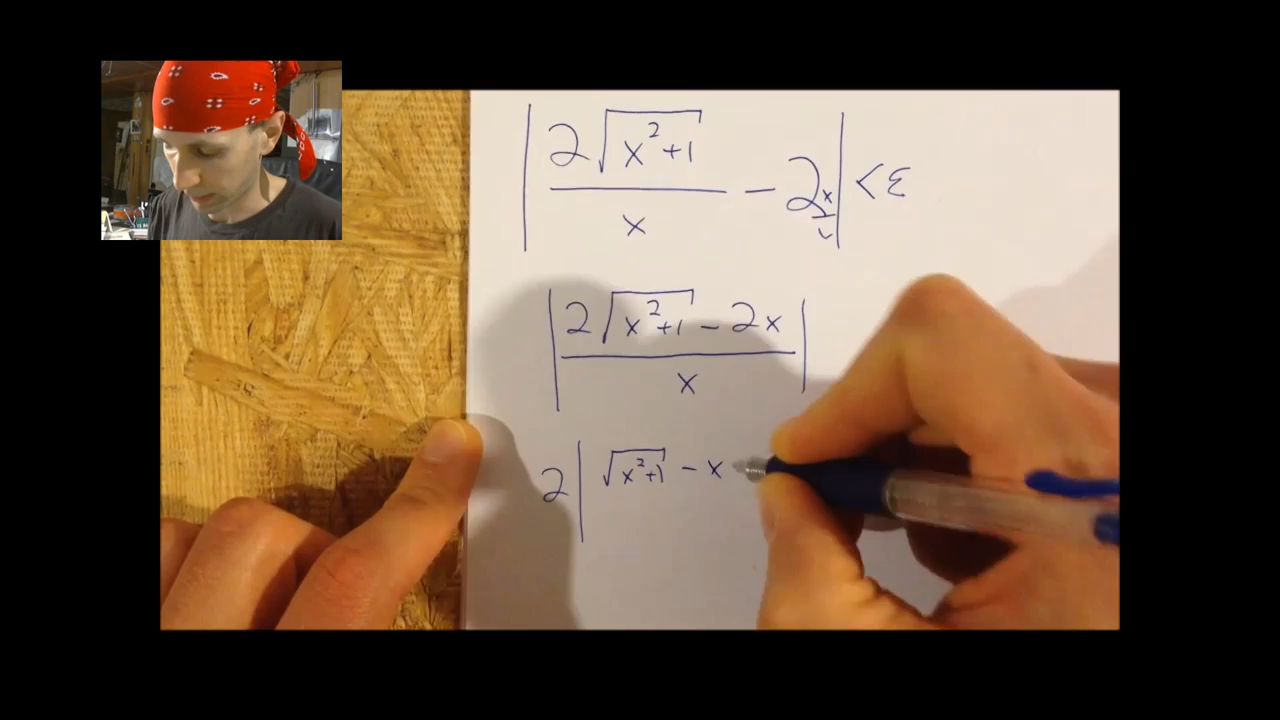 | 2√(x²+1) / x − 2 x/x | < ε
| 2√(x²+1) − 2x / x |
2 | √(x²+1) − x